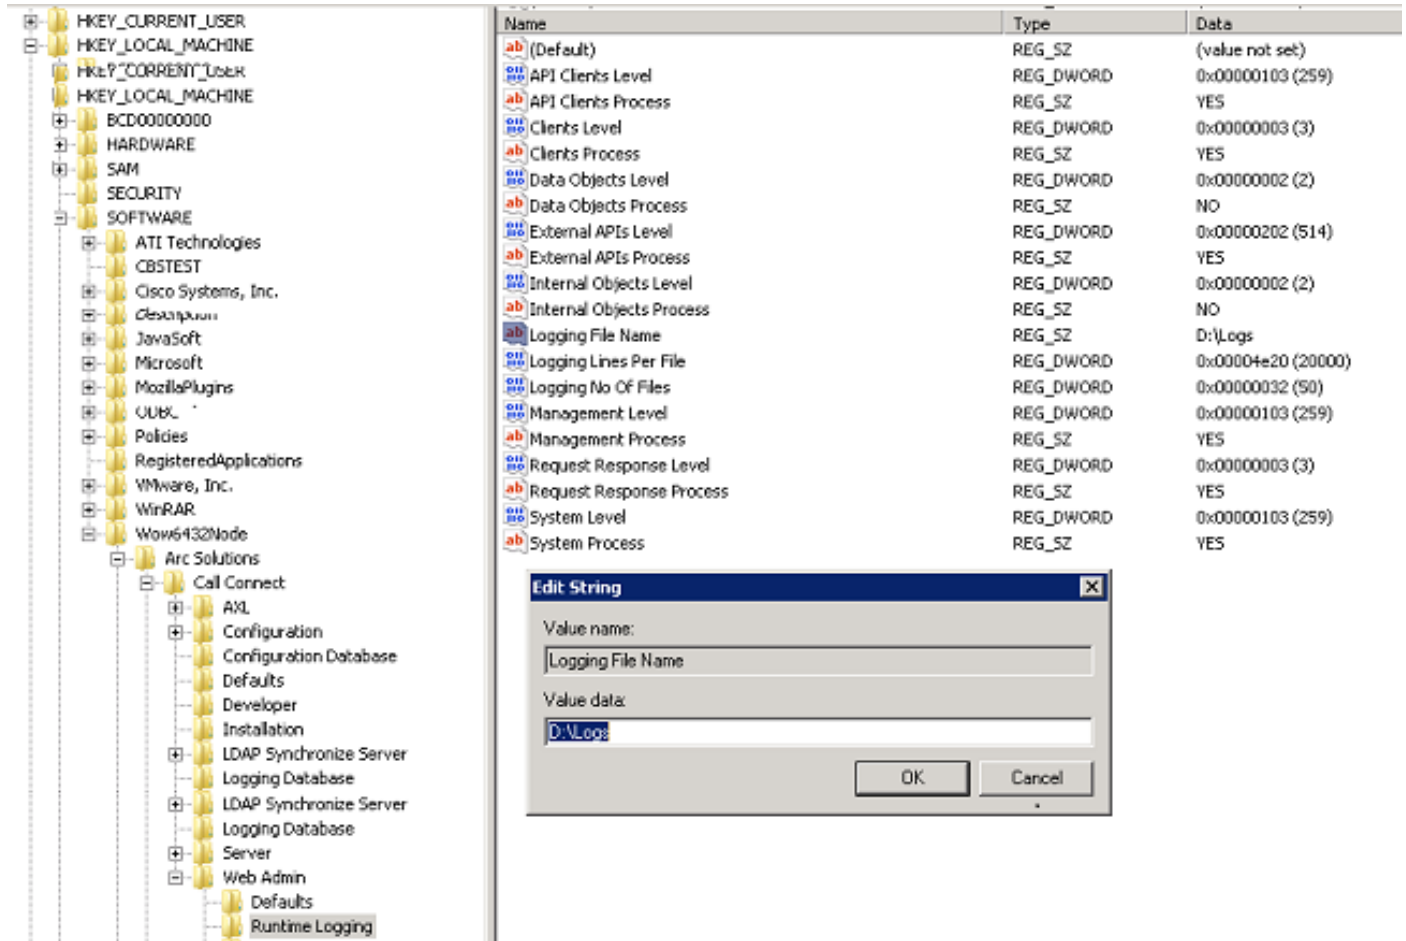 HKEY_CURRENT_USER
HKEY_LOCAL_MACHINE
HKEY_CURRENT_USER
HKEY_LOCAL_MACHINE
BCD00000000
HARDWARE
SAM
SECURITY
SOFTWARE
ATI Technologies
CBSTEST
Cisco Systems, Inc.
Description
JavaSoft
Microsoft
MozillaPlugins
ODBC
Policies
RegisteredApplications
VMware, Inc.
WinRAR
Wow6432Node
Arc Solutions
Call Connect
AXL
Configuration
Configuration Database
Defaults
Developer
Installation
LDAP Synchronize Server
Logging Database
LDAP Synchronize Server
Logging Database
Server
Web Admin
Defaults
Runtime Logging
Name Type Data
(Default) REG_SZ (value not set)
API Clients Level REG_DWORD 0x00000103 (259)
API Clients Process REG_SZ YES
Clients Level REG_DWORD 0x00000003 (3)
Clients Process REG_SZ YES
Data Objects Level REG_DWORD 0x00000002 (2)
Data Objects Process REG_SZ NO
External APIs Level REG_DWORD 0x00000202 (514)
External APIs Process REG_SZ YES
Internal Objects Level REG_DWORD 0x00000002 (2)
Internal Objects Process REG_SZ NO
Logging File Name REG_SZ D:\Logs
Logging Lines Per File REG_DWORD 0x00004e20 (20000)
Logging No Of Files REG_DWORD 0x00000032 (50)
Management Level REG_DWORD 0x00000103 (259)
Management Process REG_SZ YES
Request Response Level REG_DWORD 0x00000003 (3)
Request Response Process REG_SZ YES
System Level REG_DWORD 0x00000103 (259)
System Process REG_SZ YES
Edit String
Value name:
Logging File Name
Value data:
D:\Logs
OK Cancel